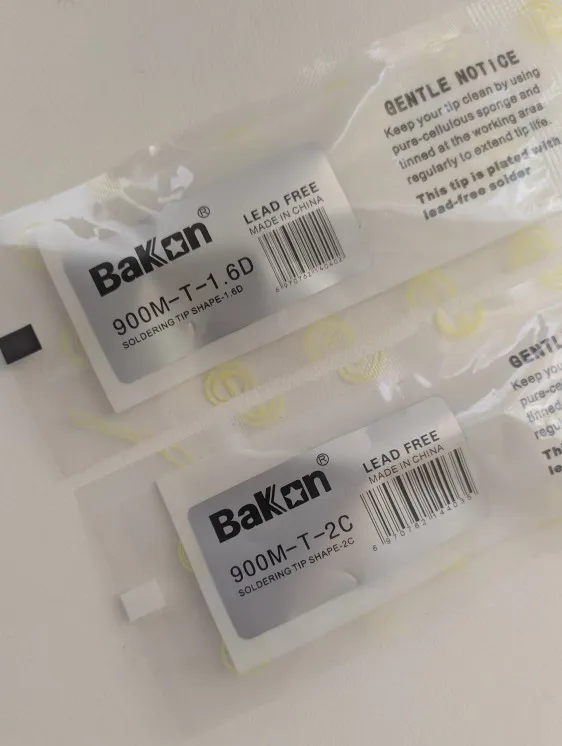 GENTLE NOTICE
Keep your tip clean by using
pure-cellulous sponge and
tinned at the working area
regularly to extend tip life.
This tip is plated with
lead-free solder
BaKon®
LEAD FREE
MADE IN CHINA
900M-T-1.6D
SOLDERING TIP SHAPE-1.6D
BaKon®
LEAD FREE
MADE IN CHINA
900M-T-2C
SOLDERING TIP SHAPE-2C
GENTL
Keep you
pure-ce
tinned
regu
Thi
le